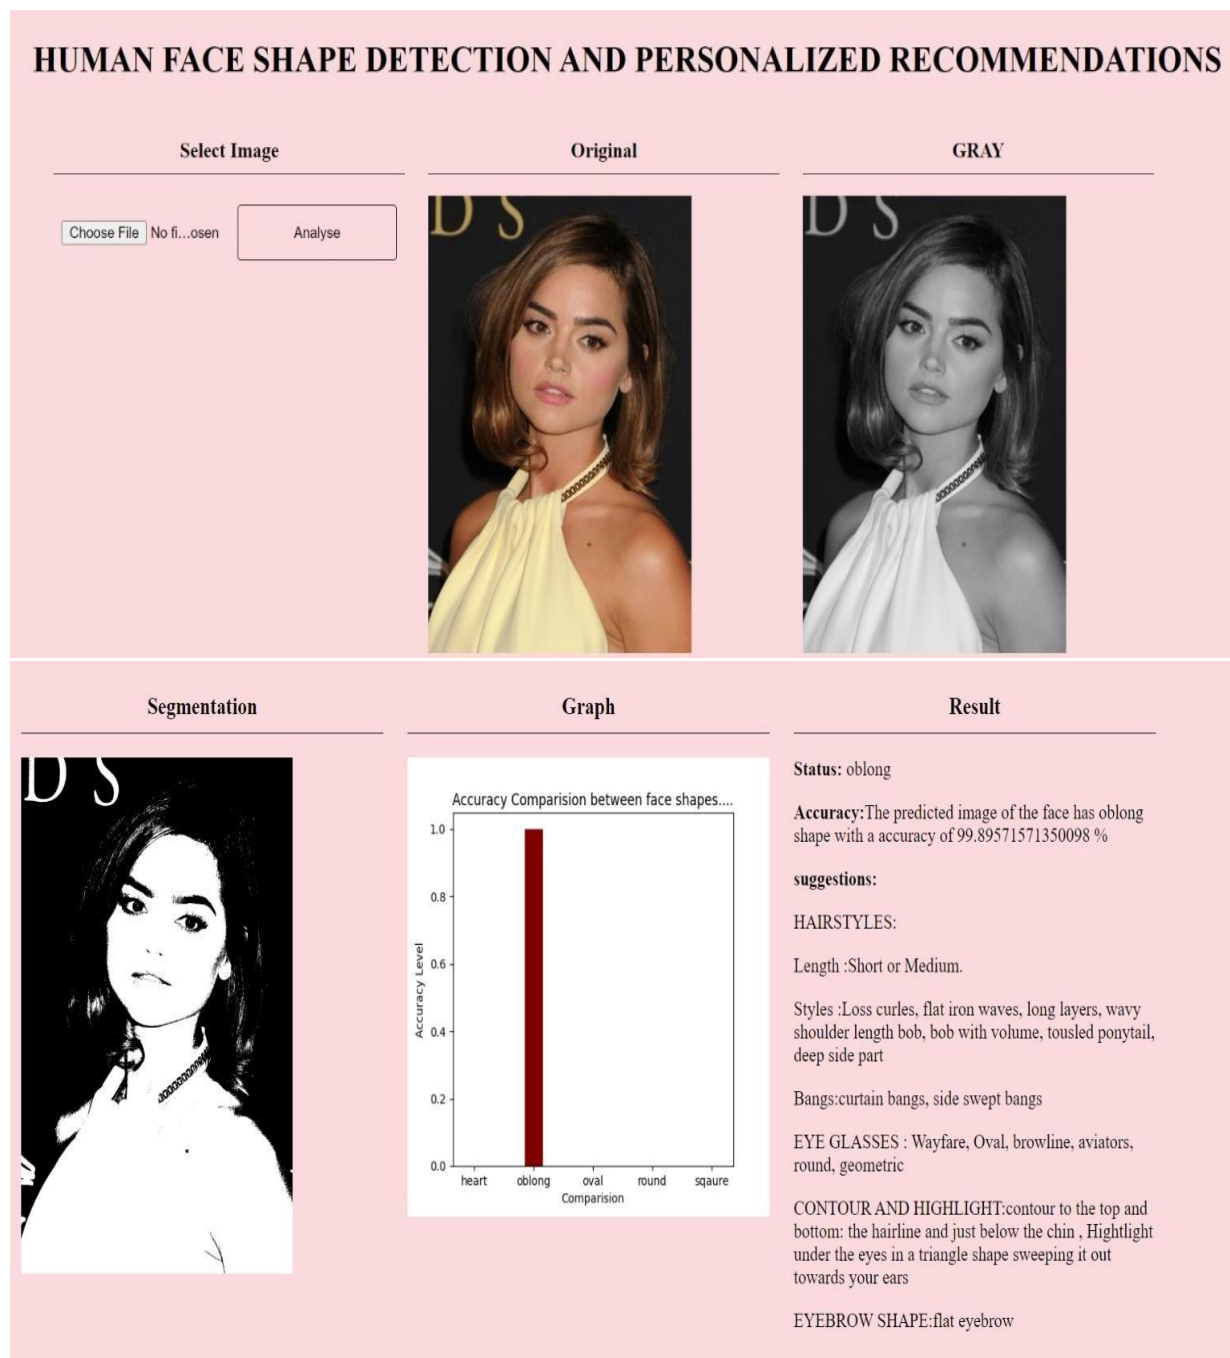 HUMAN FACE SHAPE DETECTION AND PERSONALIZED RECOMMENDATIONS
Select Image
Original
GRAY
Choose File No fi...osen
Analyse
D S
D S
Segmentation
Graph
Result
D S
Accuracy Comparision between face shapes....
Accuracy Level
1.0
0.8
0.6
0.4
0.2
0.0
heart oblong oval round sqaure
Comparision
Status: oblong
Accuracy:The predicted image of the face has oblong
shape with a accuracy of 99.89571571350098 %
suggestions:
HAIRSTYLES:
Length :Short or Medium.
Styles :Loss curles, flat iron waves, long layers, wavy
shoulder length bob, bob with volume, tousled ponytail,
deep side part
Bangs:curtain bangs, side swept bangs
EYE GLASSES : Wayfare, Oval, browline, aviators,
round, geometric
CONTOUR AND HIGHLIGHT:contour to the top and
bottom: the hairline and just below the chin , Hightlight
under the eyes in a triangle shape sweeping it out
towards your ears
EYEBROW SHAPE:flat eyebrow